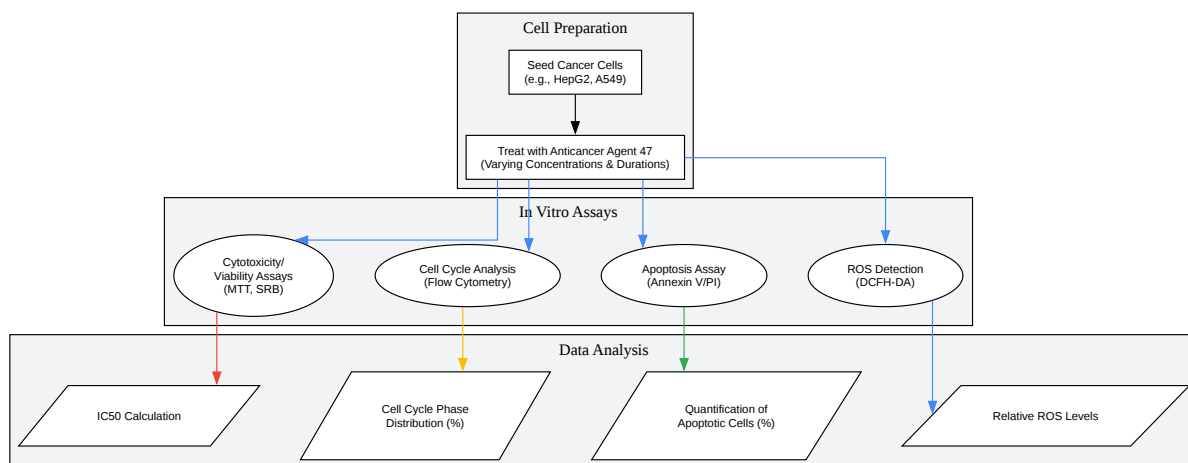 Cell Preparation
Seed Cancer Cells
(e.g., HepG2, A549)
Treat with Anticancer Agent 47
(Varying Concentrations & Durations)
In Vitro Assays
Cytotoxicity/
Viability Assays
(MTT, SRB)
Cell Cycle Analysis
(Flow Cytometry)
Apoptosis Assay
(Annexin V/PI)
ROS Detection
(DCFH-DA)
Data Analysis
IC50 Calculation
Cell Cycle Phase
Distribution (%)
Quantification of
Apoptotic Cells (%)
Relative ROS Levels